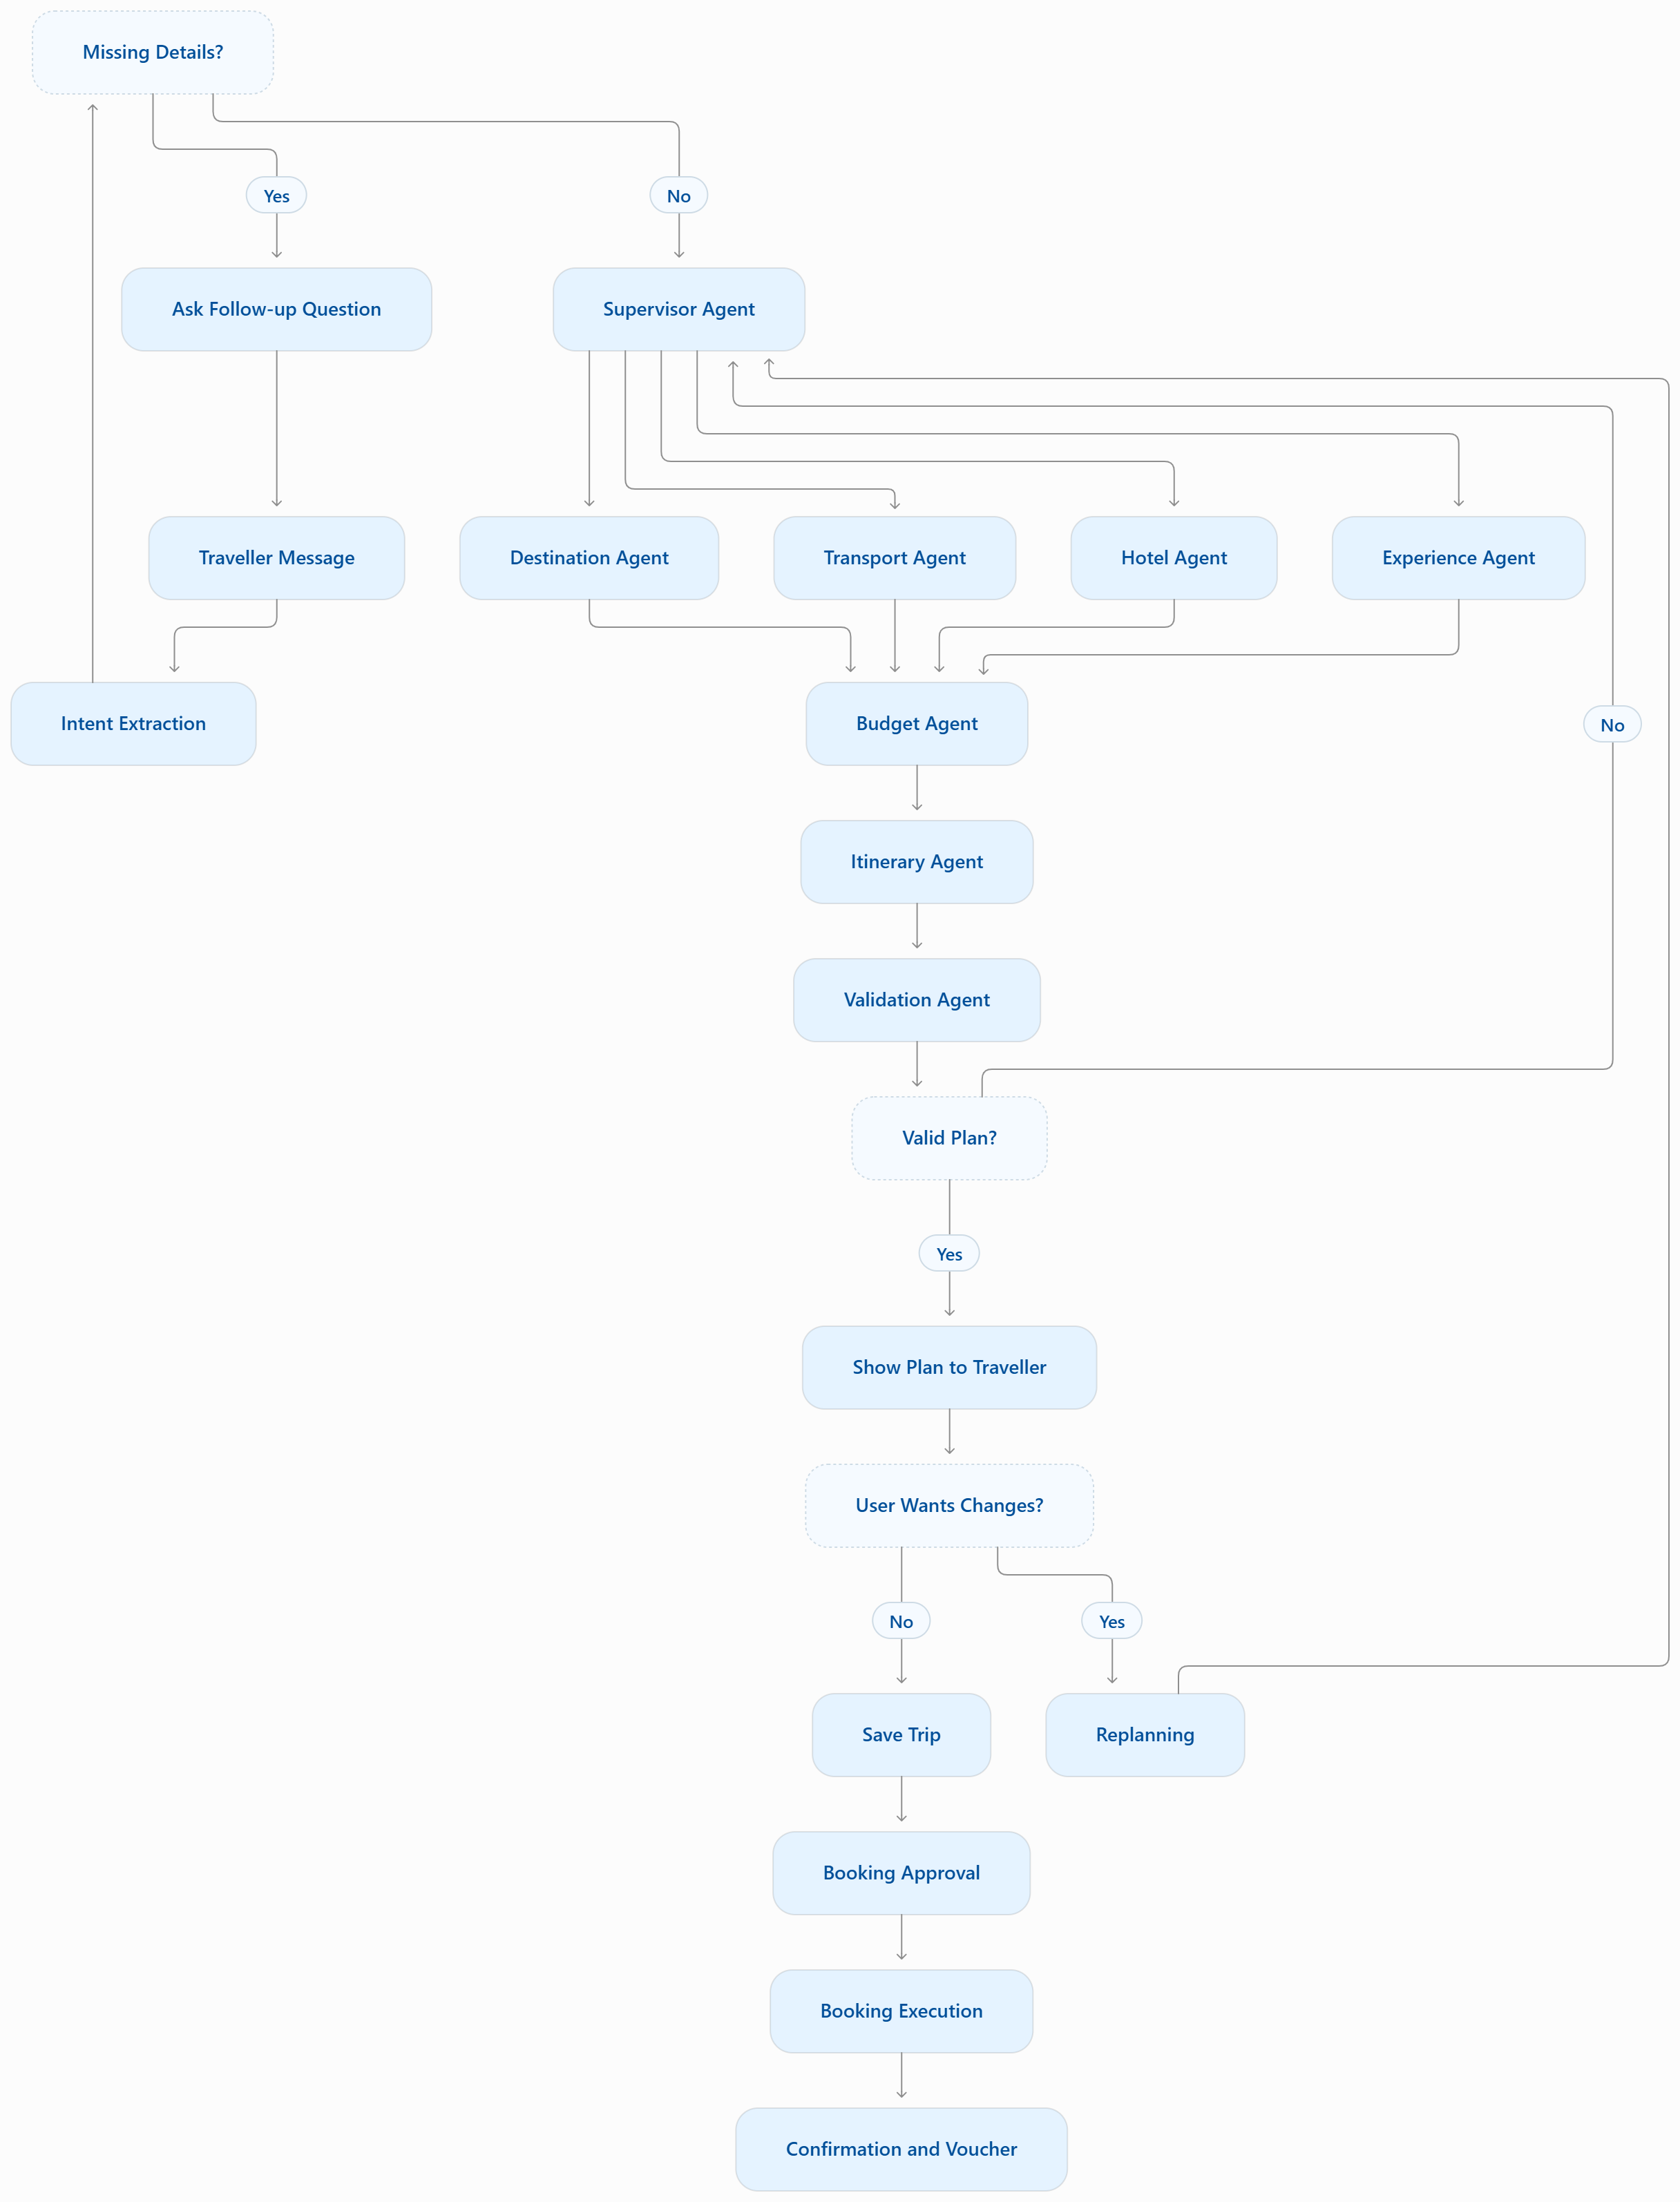 Missing Details?
Yes
No
Ask Follow-up Question
Supervisor Agent
Traveller Message
Destination Agent
Transport Agent
Hotel Agent
Experience Agent
Intent Extraction
Budget Agent
No
Itinerary Agent
Validation Agent
Valid Plan?
Yes
Show Plan to Traveller
User Wants Changes?
No
Yes
Save Trip
Replanning
Booking Approval
Booking Execution
Confirmation and Voucher